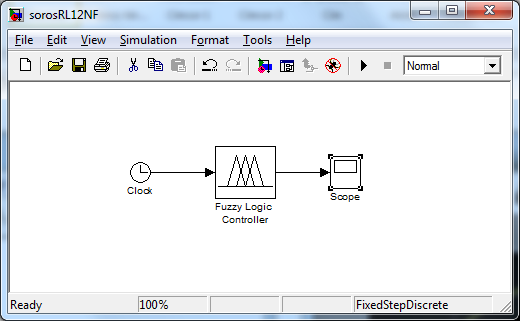 sorosRL12NF
File Edit View Simulation Format Tools Help
Normal
Clock
Fuzzy Logic
Controller
Scope
Ready 100% FixedStepDiscrete